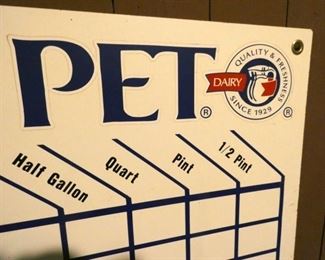 PET®
QUALITY & FRESHNESS
DAIRY
SINCE 1929
®
Half Gallon
Quart
Pint
1/2 Pint